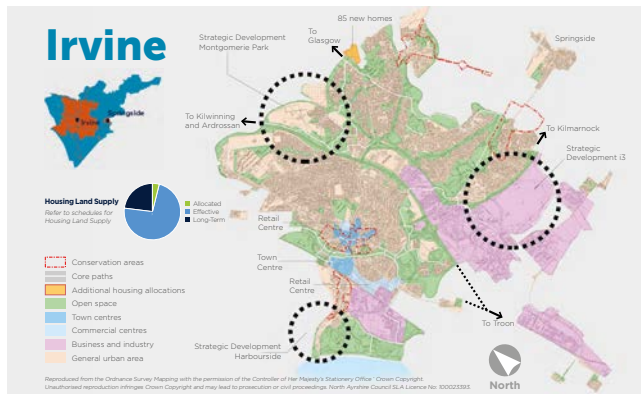 Irvine
85 new homes
To
Glasgow
Strategic Development
Montgomerie Park
Springside
Irvine
Springside
To Kilwinning
and Ardrossan
To Kilmarnock
Strategic
Development i3
Housing Land Supply
Refer to schedules for
Housing Land Supply
Allocated
Effective
Long-Term
Retail
Centre
Town
Centre
Retail
Centre
Conservation areas
Core paths
Additional housing allocations
Open space
Town centres
Commercial centres
Business and industry
General urban area
To Troon
Strategic Development
Harbourside
North
Reproduced from the Ordnance Survey Mapping with the permission of the Controller of Her Majesty's Stationery Office Crown Copyright.
Unauthorised reproduction infringes Crown Copyright and may lead to prosecution or civil proceedings. North Ayrshire Council SLA Licence No: 100023393.